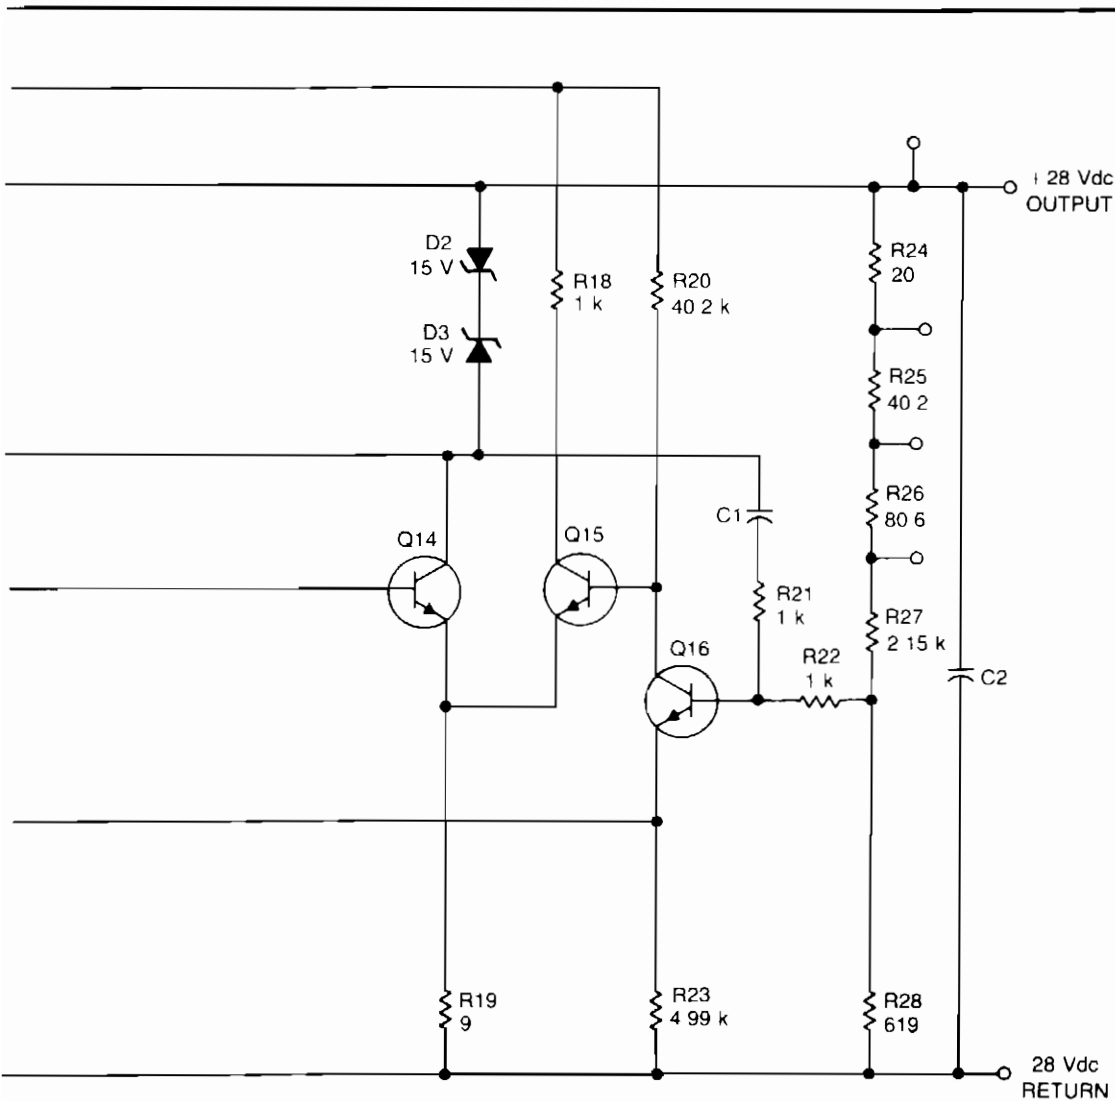 + 28 Vdc
OUTPUT
D2
15 V
R24
20
R18
1 k
R20
40 2 k
D3
15 V
R25
40 2
C1
R26
80 6
Q14
Q15
R21
1 k
R27
2 15 k
Q16
R22
1 k
C2
R19
9
R23
4 99 k
R28
619
28 Vdc
RETURN